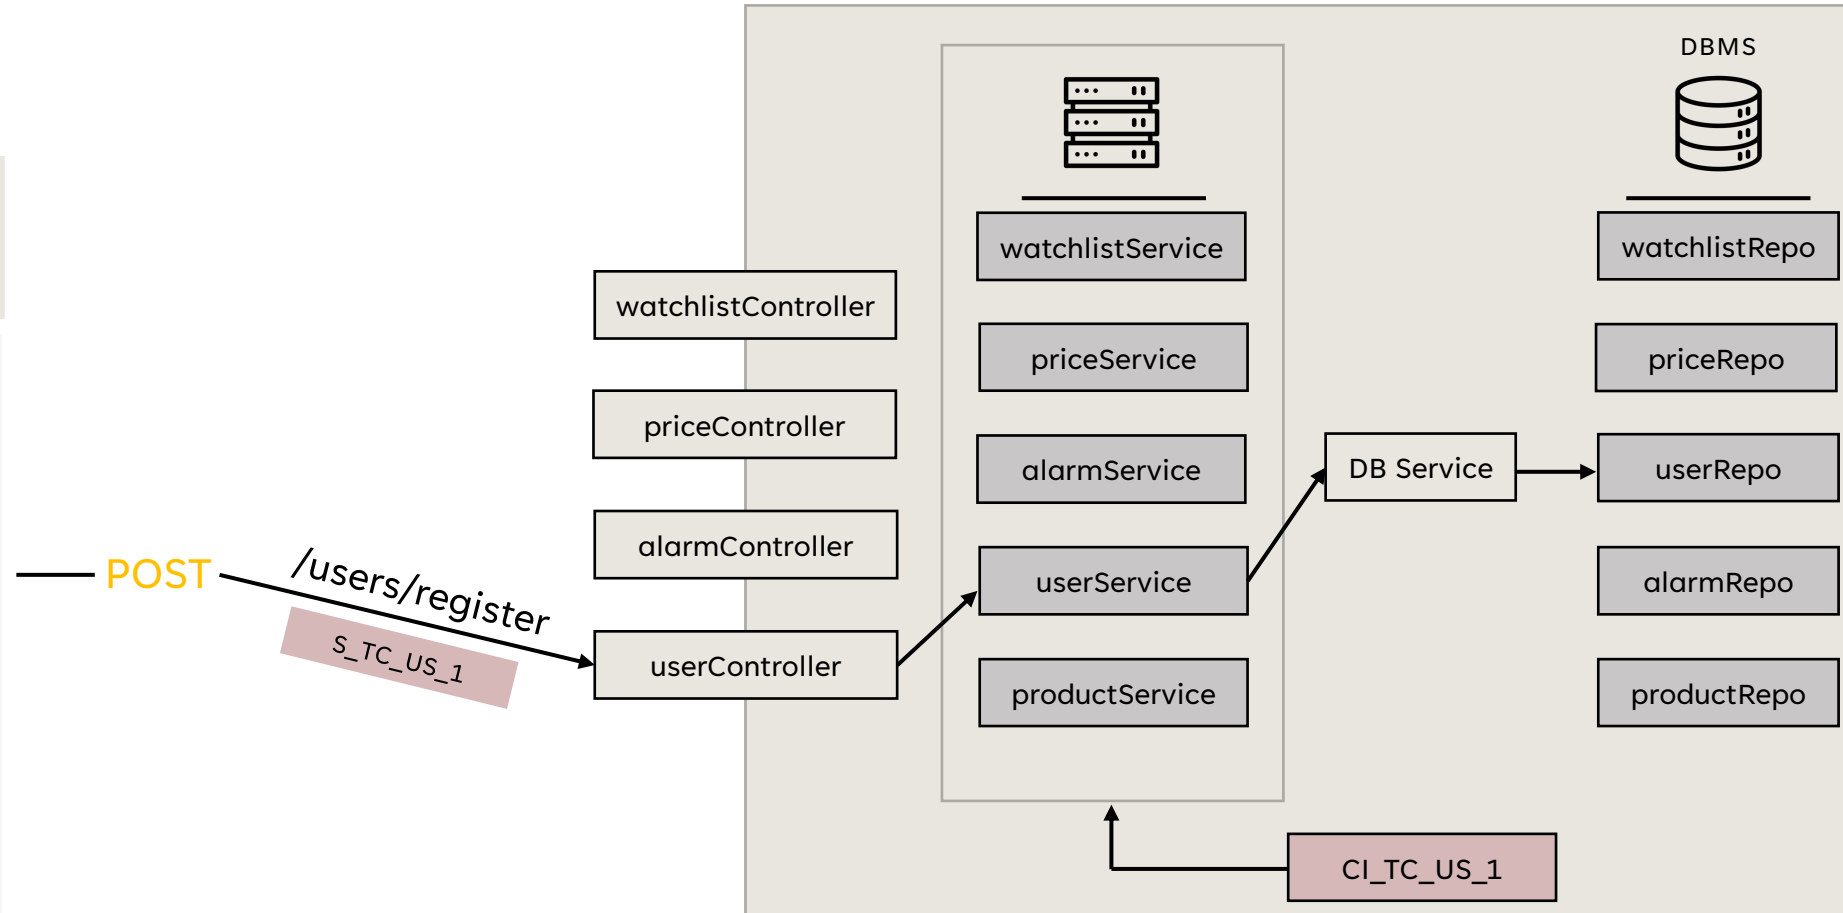 DBMS
watchlistService
watchlistRepo
watchlistController
priceService
priceRepo
priceController
alarmService
DB Service
userRepo
alarmController
POST
/users/register
userService
alarmRepo
S_TC_US_1
userController
productService
productRepo
CI_TC_US_1